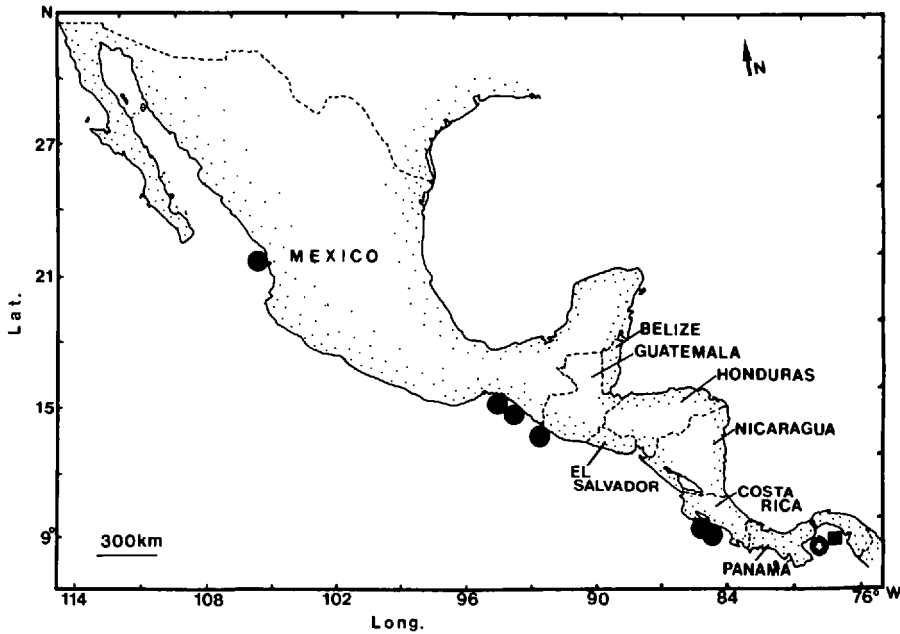 N
N
27
MEXICO
Lat.
21
BELIZE
GUATEMALA
HONDURAS
15
NICARAGUA
EL
SALVADOR
COSTA
RICA
9°
300km
PANAMA
114 108 102 96 90 84 76° W
Long.